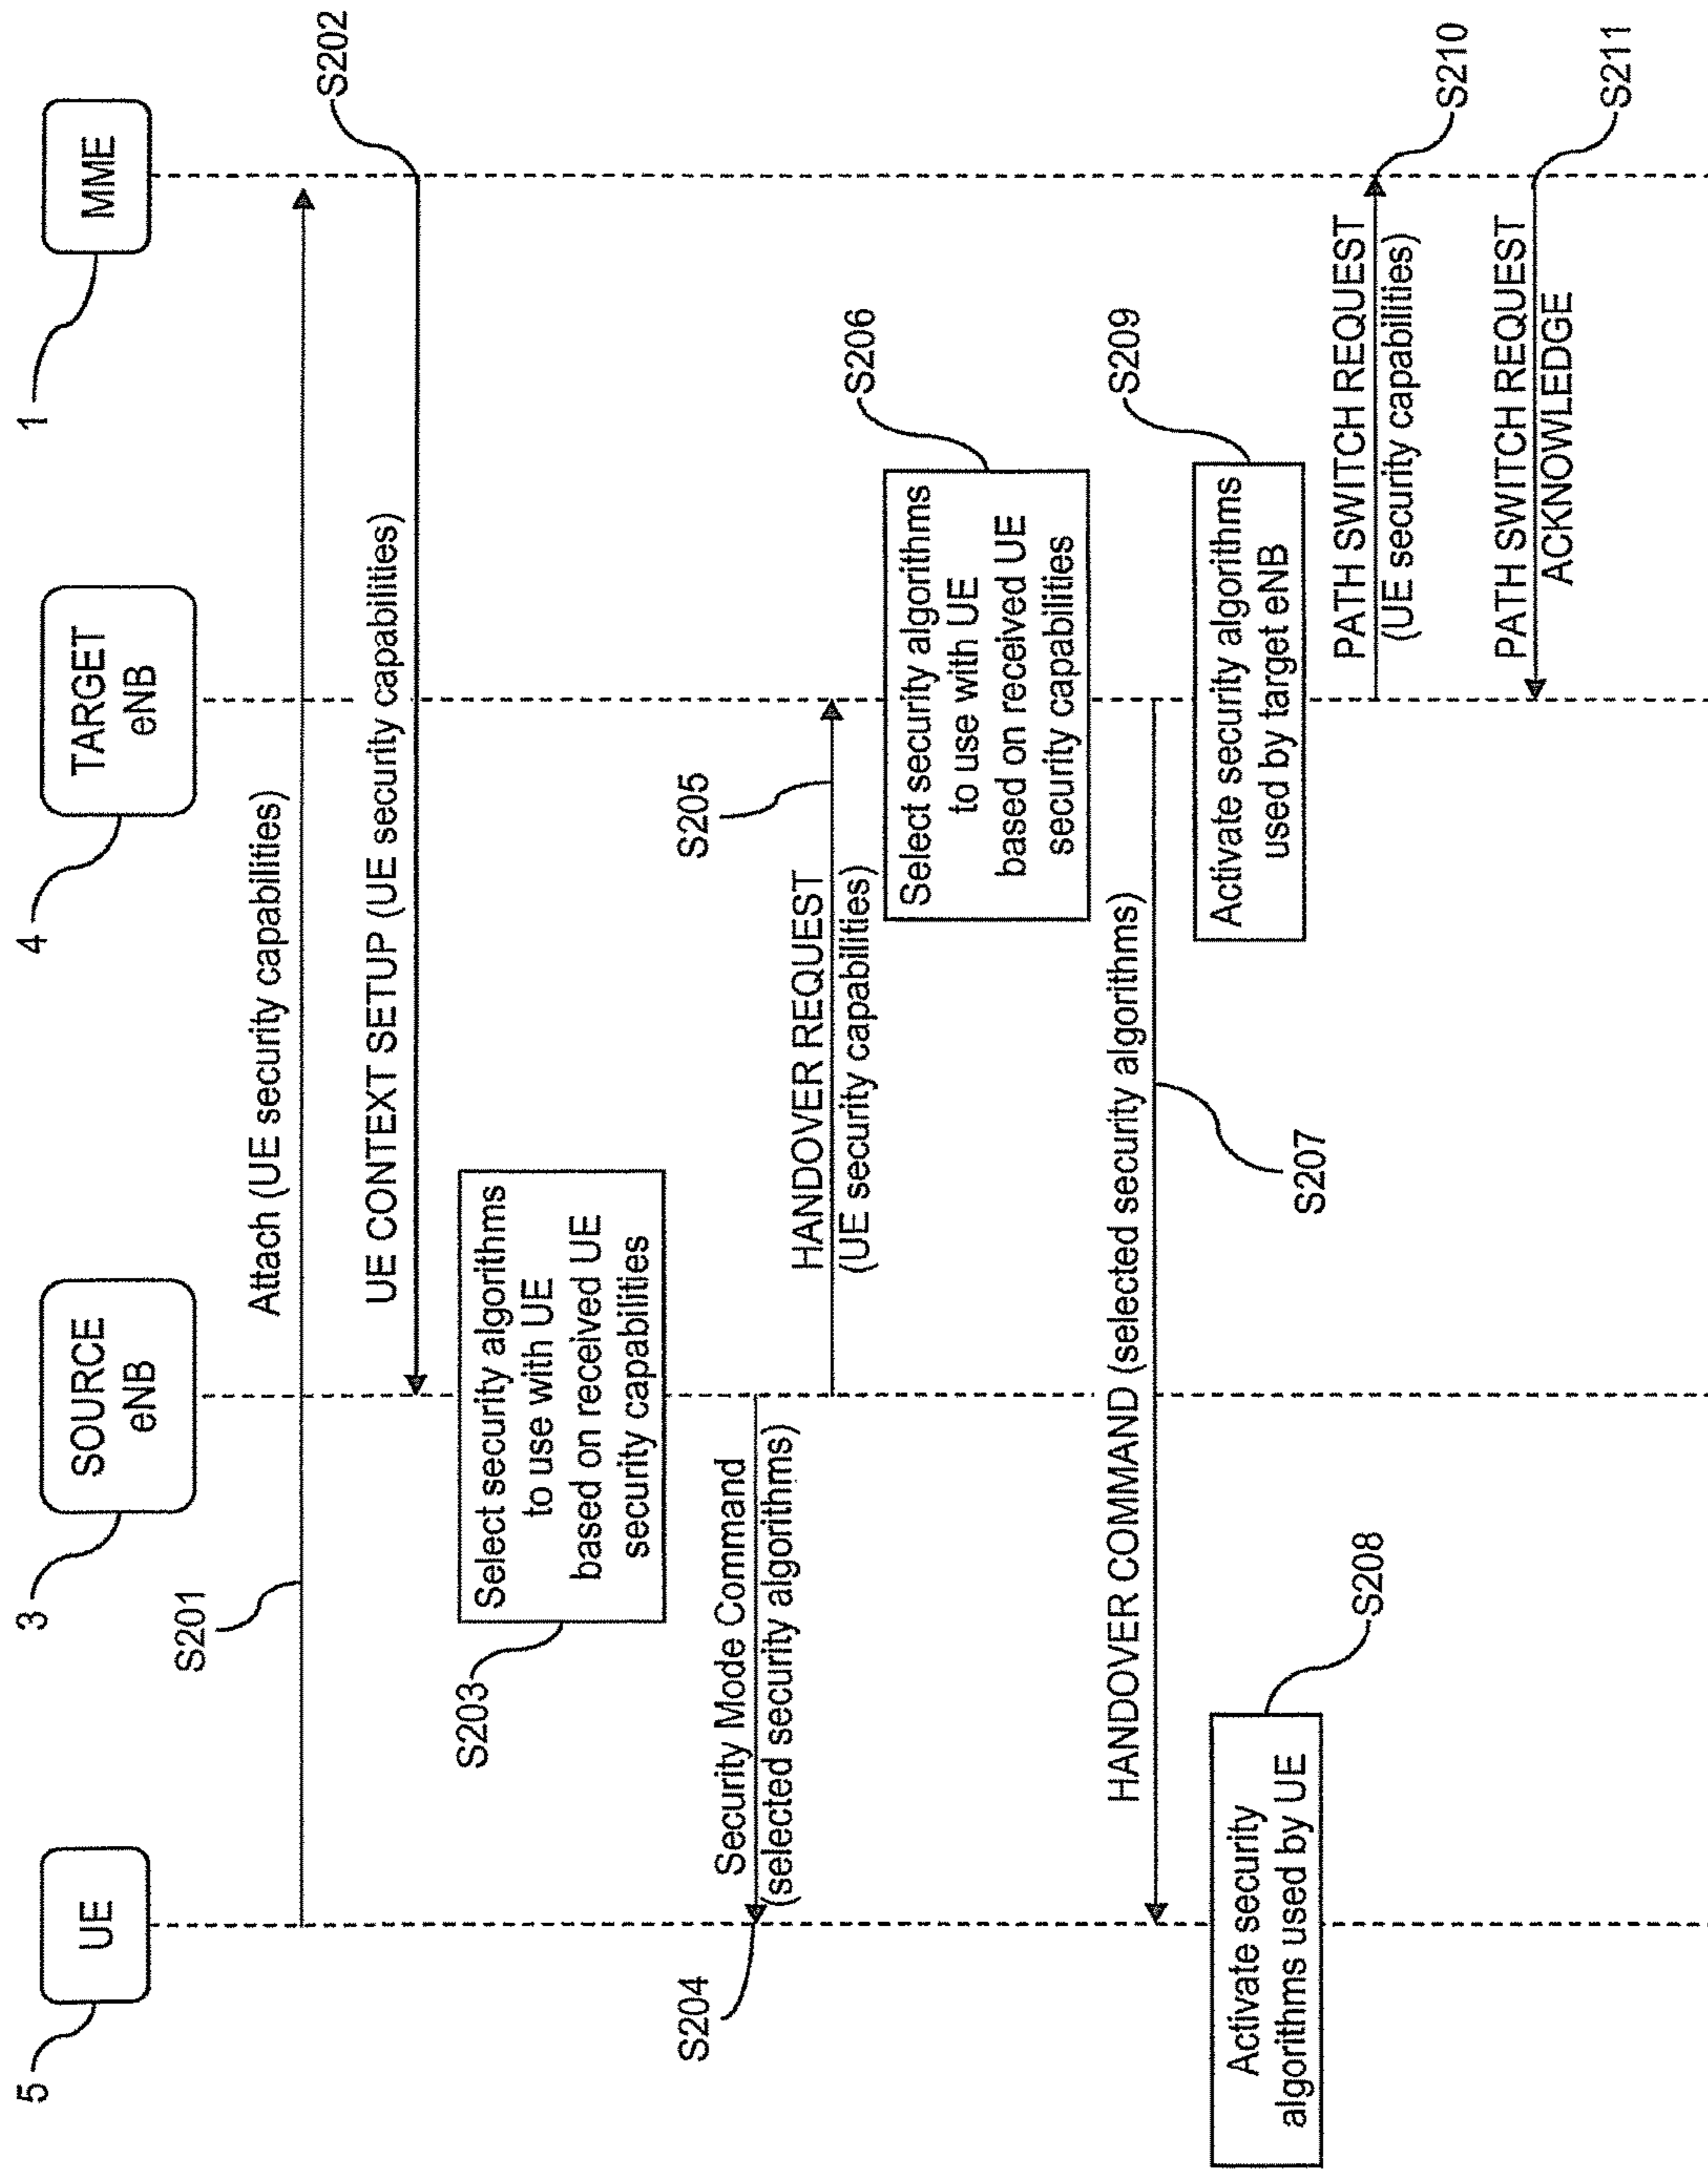 5
UE
3
SOURCE
eNB
4
TARGET
eNB
1
MME
S201
Attach (UE security capabilities)
S202
UE CONTEXT SETUP (UE security capabilities)
S203
Select security algorithms
to use with UE
based on received UE
security capabilities
S204
Security Mode Command
(selected security algorithms)
S205
HANDOVER REQUEST
(UE security capabilities)
S206
Select security algorithms
to use with UE
based on received UE
security capabilities
HANDOVER COMMAND (selected security algorithms)
S207
Activate security
algorithms used by UE
S208
Activate security algorithms
used by target eNB
S209
PATH SWITCH REQUEST
(UE security capabilities)
S210
PATH SWITCH REQUEST
ACKNOWLEDGE
S211